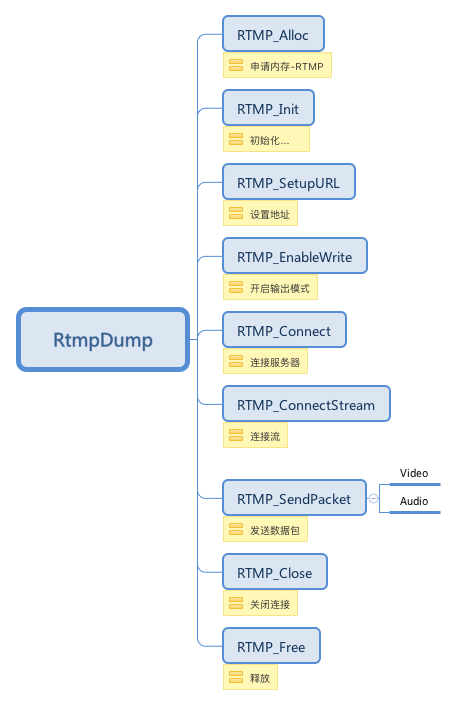 RTMP_Alloc
申请内存-RTMP
RTMP_Init
初始化...
RTMP_SetupURL
设置地址
RTMP_EnableWrite
开启输出模式
RtmpDump
RTMP_Connect
连接服务器
RTMP_ConnectStream
连接流
Video
RTMP_SendPacket
Audio
发送数据包
RTMP_Close
关闭连接
RTMP_Free
释放